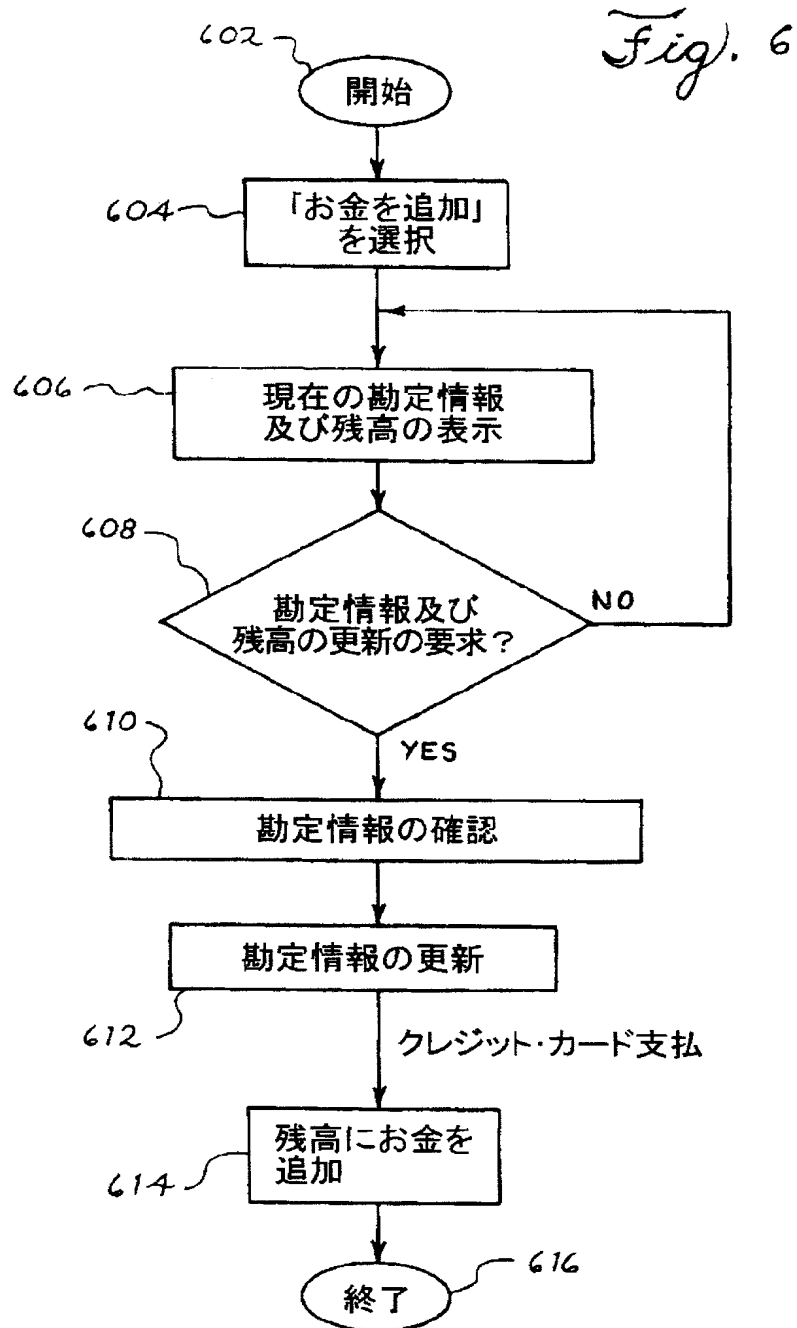 Fig. 6
602
開始
604
「お金を追加」
を選択
606
現在の勘定情報
及び残高の表示
608
勘定情報及び
残高の更新の要求?
NO
YES
610
勘定情報の確認
勘定情報の更新
612
クレジット・カード支払
残高にお金を
追加
614
終了
616